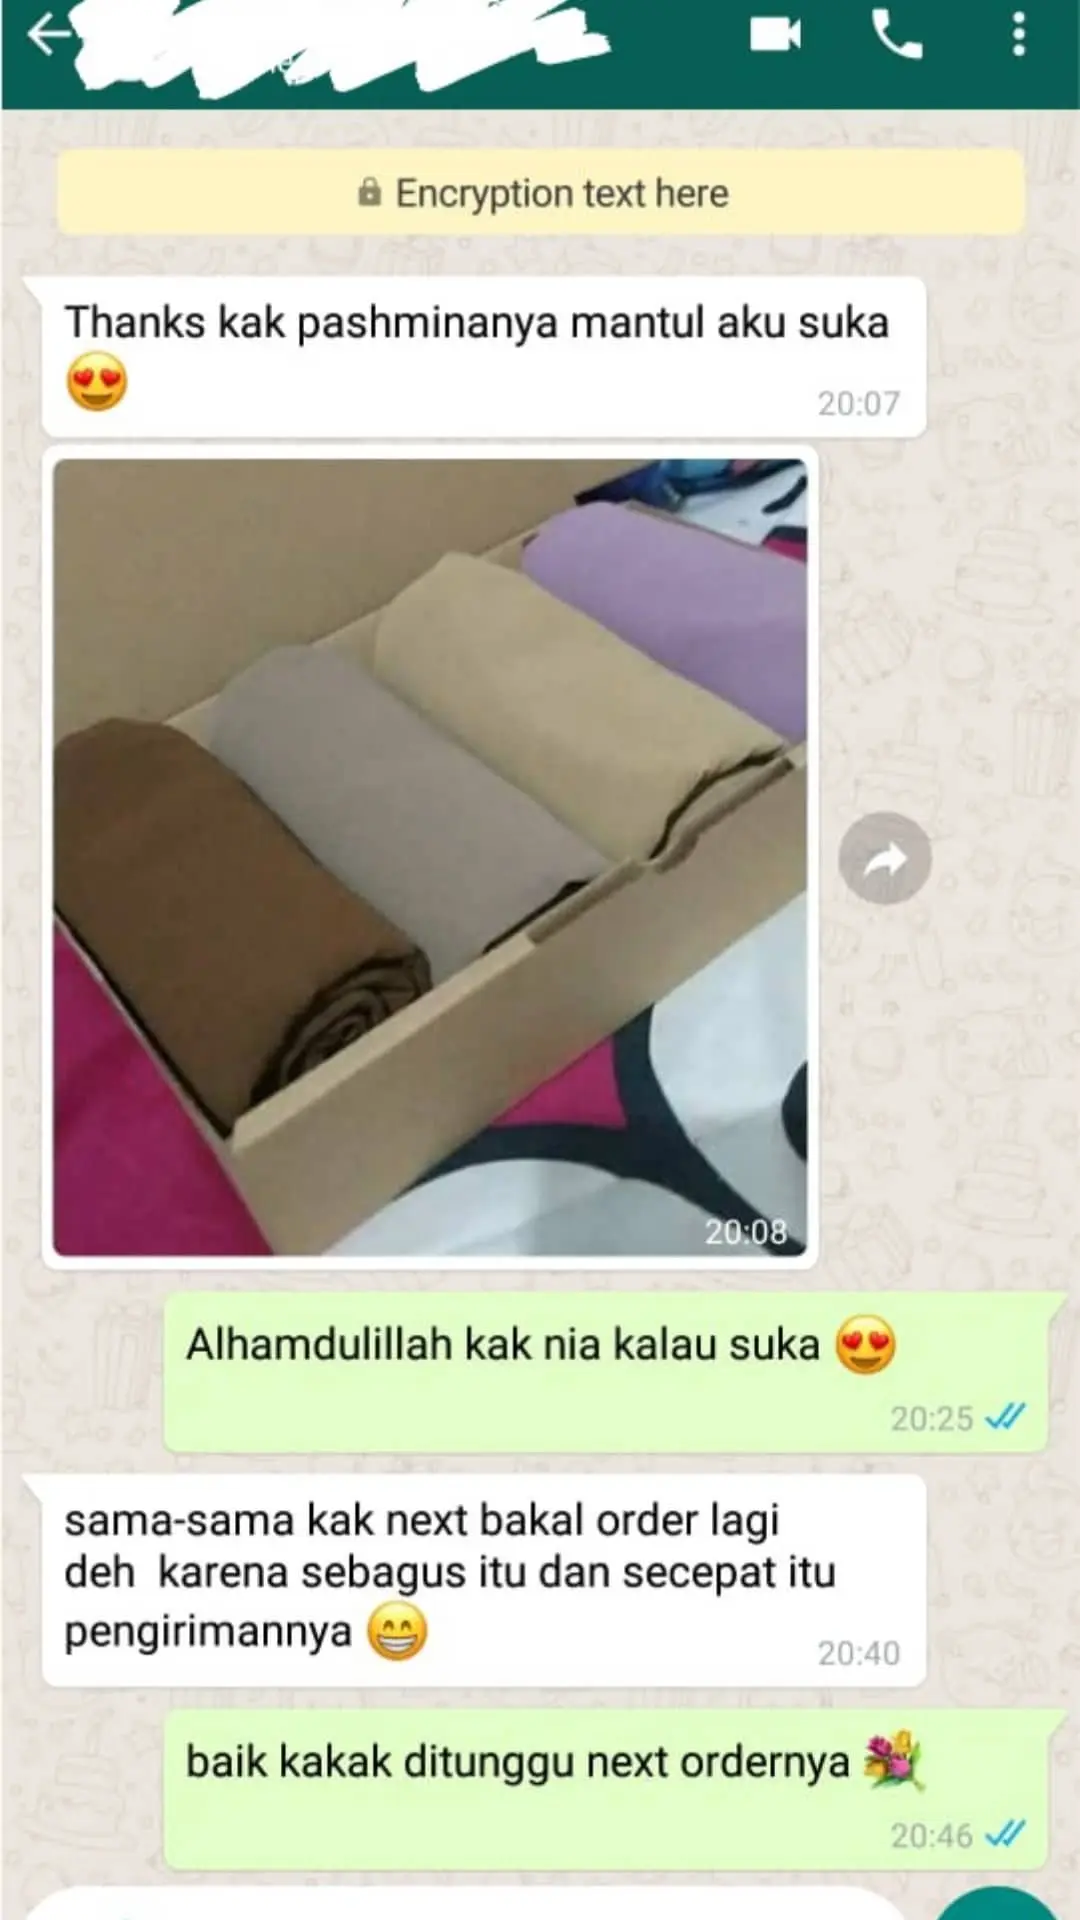 Encryption text here
Thanks kak pashminanya mantul aku suka
😍
20:07
20:08
Alhamdulillah kak nia kalau suka 😍
20:25
sama-sama kak next bakal order lagi
deh karena sebagus itu dan secepat itu
pengirimannya 😁
20:40
baik kakak ditunggu next ordernya 💐
20:46